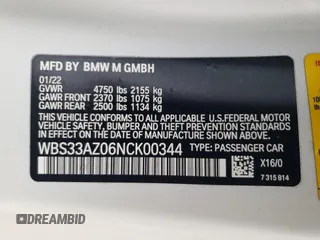 MFD BY BMW M GMBH
01/22
GVWR 4750 lbs 2155 kg
GAWR FRONT 2370 lbs 1075 kg
GAWR REAR 2500 lbs 1134 kg
THIS VEHICLE CONFORMS TO ALL APPLICABLE U.S. FEDERAL MOTOR
VEHICLE SAFETY, BUMPER, AND THEFT PREVENTION STANDARDS
IN EFFECT ON THE DATE OF MANUFACTURE SHOWN ABOVE.
WBS33AZ06NCK00344 TYPE: PASSENGER CAR
X16/0
7 315 814
DREAMBID